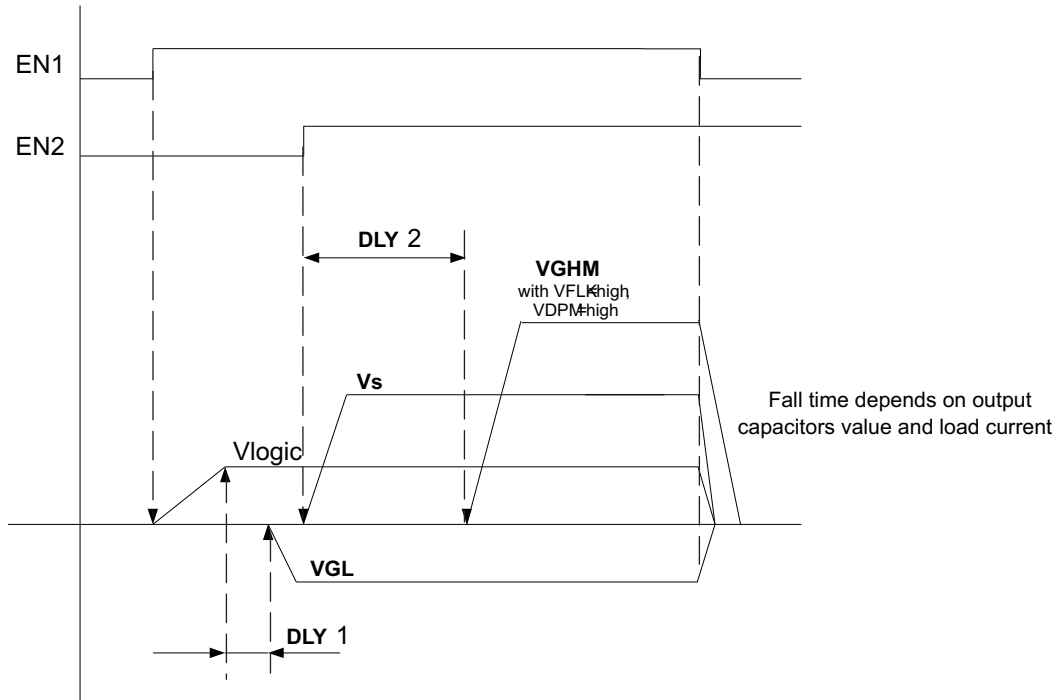 EN1
EN2
DLY 2
VGHM
with VFLK=high,
VDPM=high
Vs
Fall time depends on output
capacitors value and load current
Vlogic
VGL
DLY 1